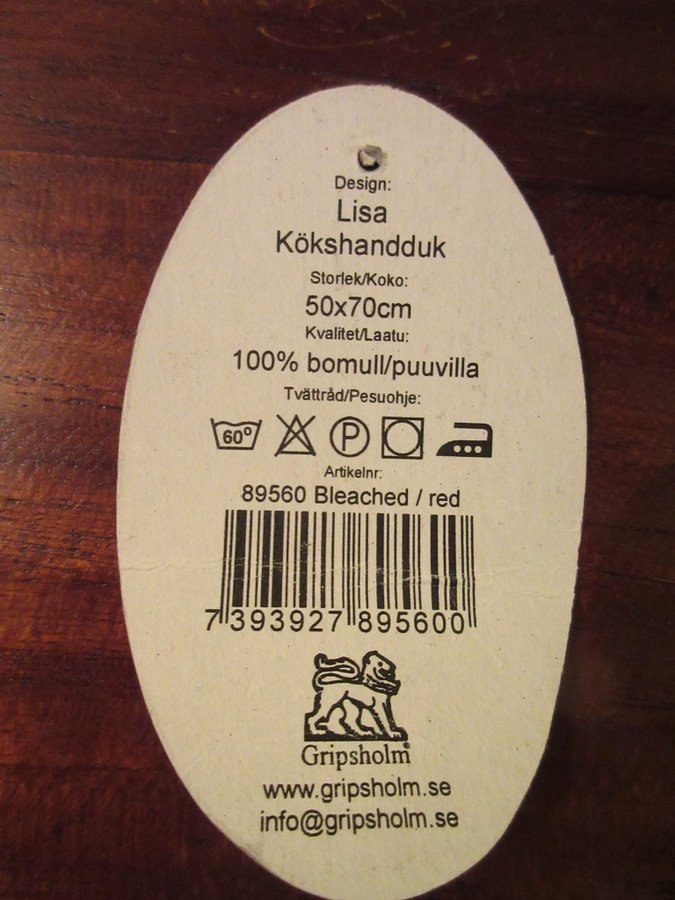 Design:
Lisa
Kökshandduk
Storlek/Koko:
50x70cm
Kvalitet/Laatu:
100% bomull/puuvilla
Tvättråd/Pesuohje:
60° P
Artikelnr:
89560 Bleached / red
7 393927 895600
Gripsholm®
www.gripsholm.se
info@gripsholm.se